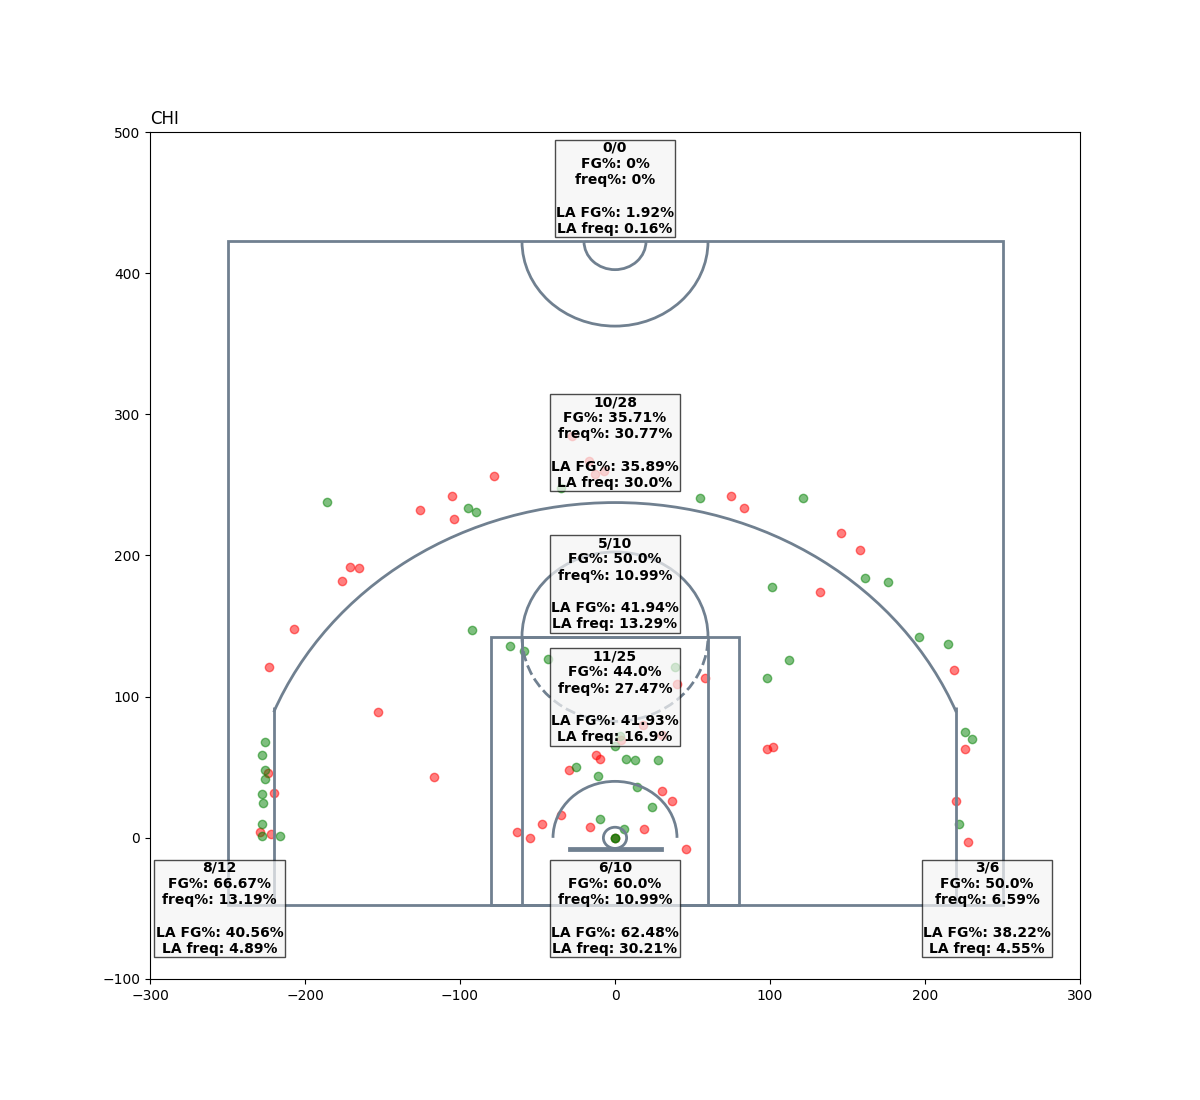 CHI
500
0/0
FG%: 0%
freq%: 0%
LA FG%: 1.92%
LA freq: 0.16%
400
300
10/28
FG%: 35.71%
freq%: 30.77%
LA FG%: 35.89%
LA freq: 30.0%
200
5/10
FG%: 50.0%
freq%: 10.99%
LA FG%: 41.94%
LA freq: 13.29%
11/25
FG%: 44.0%
freq%: 27.47%
LA FG%: 41.93%
LA freq: 16.9%
100
0
8/12
FG%: 66.67%
freq%: 13.19%
LA FG%: 40.56%
LA freq: 4.89%
6/10
FG%: 60.0%
freq%: 10.99%
LA FG%: 62.48%
LA freq: 30.21%
3/6
FG%: 50.0%
freq%: 6.59%
LA FG%: 38.22%
LA freq: 4.55%
−100
−300
−200
−100
0
100
200
300